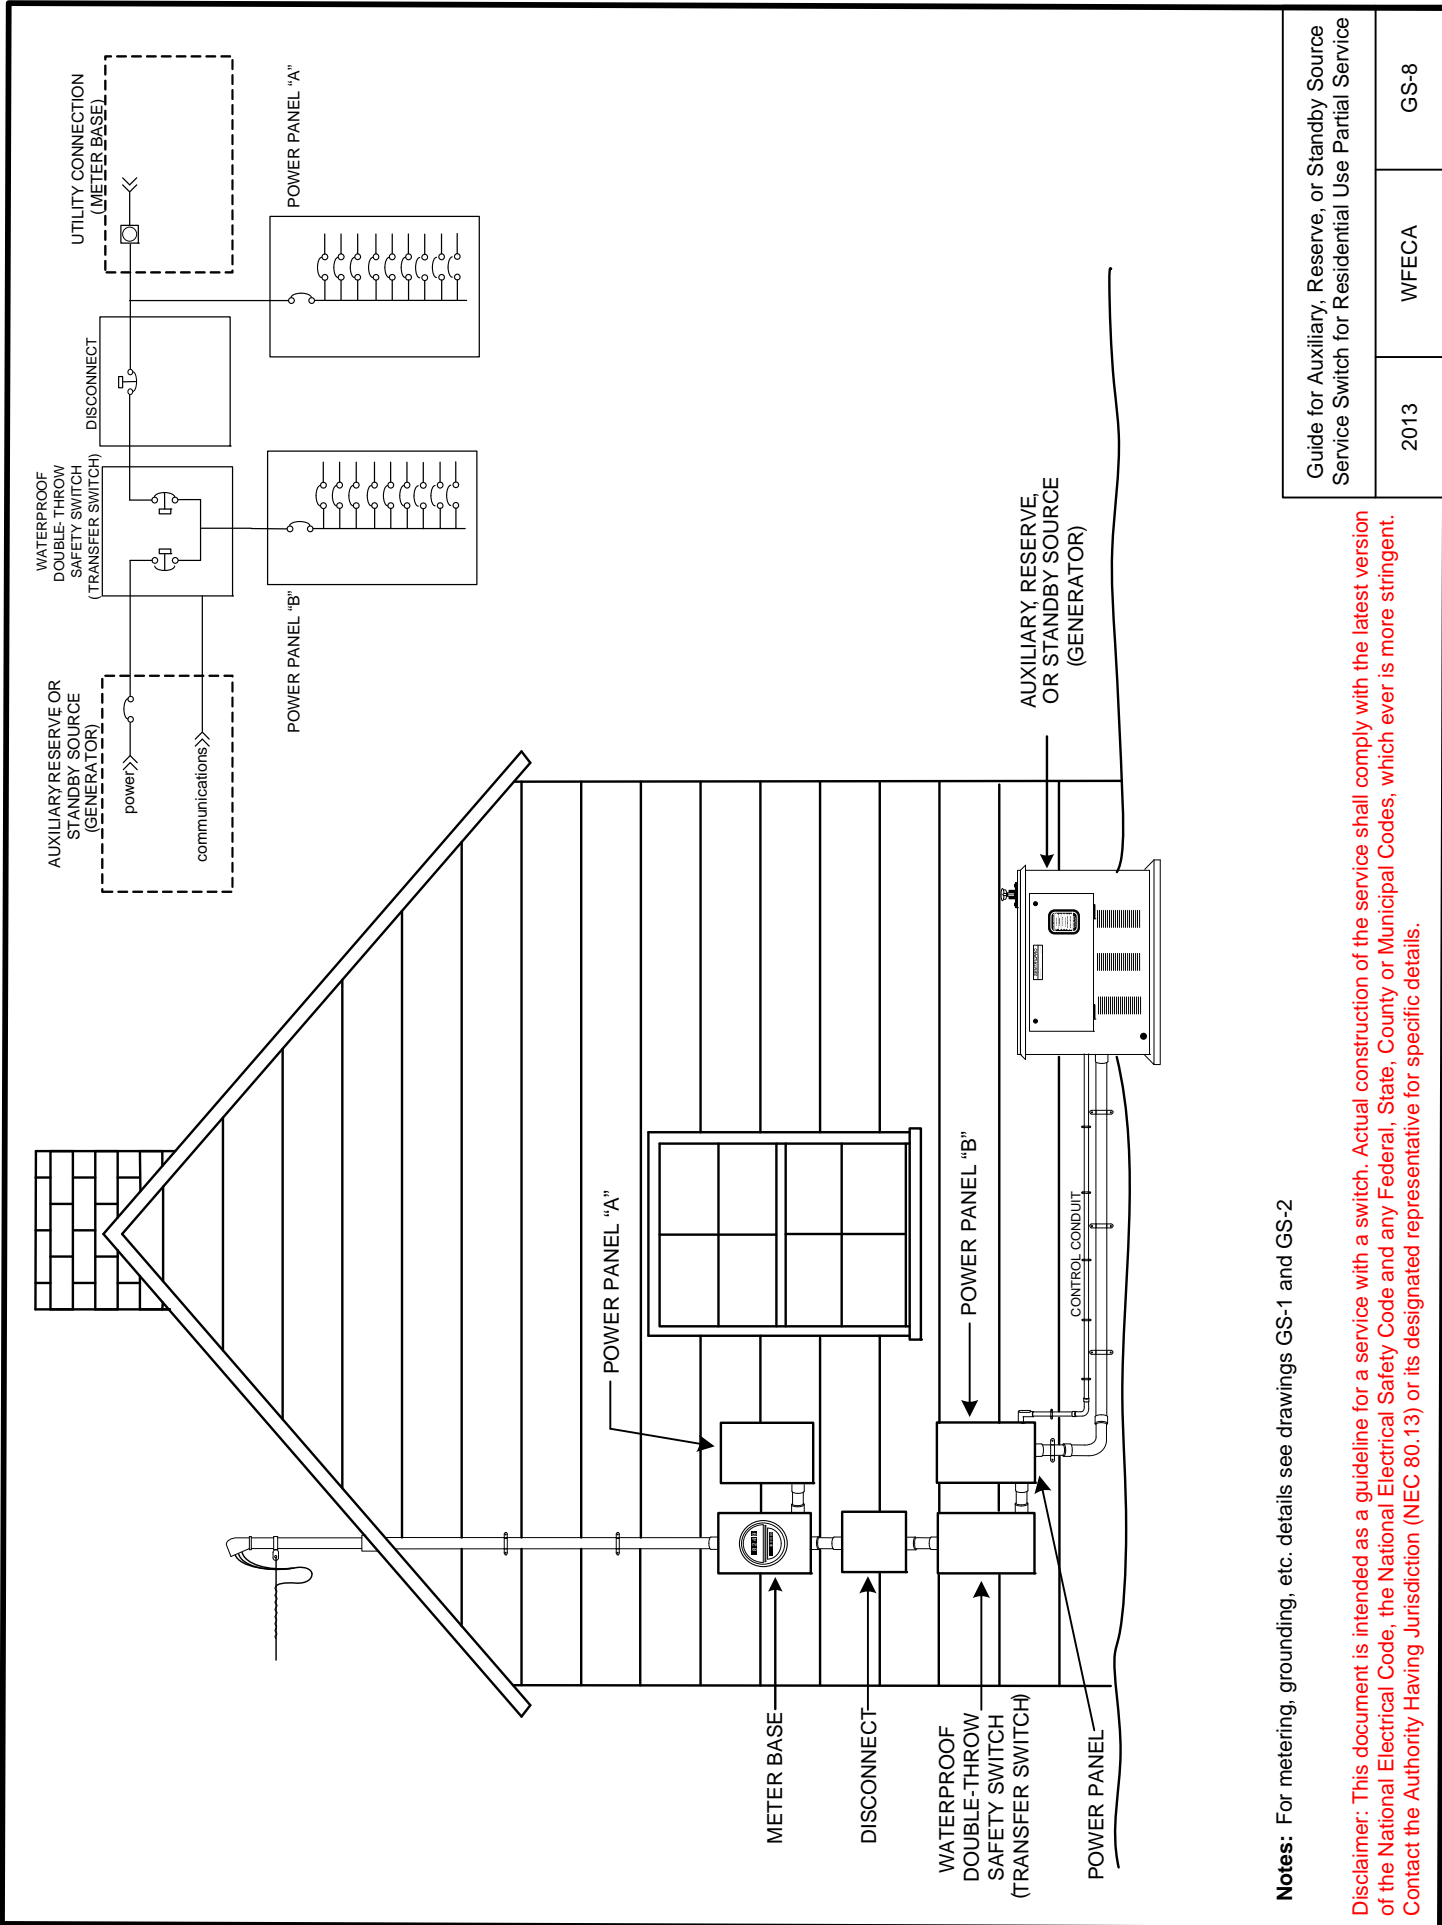 AUXILIARY,RESERVE, OR
STANDBY SOURCE
(GENERATOR)
power
communications
WATERPROOF
DOUBLE- THROW
SAFETY SWITCH
( TRANSFER SWITCH)
DISCONNECT
UTILITY CONNECTION
( METER BASE)
POWER PANEL “B”
POWER PANEL “A”
METER BASE
DISCONNECT
WATERPROOF
DOUBLE-THROW
SAFETY SWITCH
(TRANSFER SWITCH)
POWER PANEL
POWER PANEL “A”
POWER PANEL “B”
CONTROL CONDUIT
AUXILIARY, RESERVE,
OR STANDBY SOURCE
(GENERATOR)
Notes: For metering, grounding, etc. details see drawings GS-1 and GS-2
Disclaimer: This document is intended as a guideline for a service with a switch. Actual construction of the service shall comply with the latest version
of the National Electrical Code, the National Electrical Safety Code and any Federal, State, County or Municipal Codes, which ever is more stringent.
Contact the Authority Having Jurisdiction (NEC 80.13) or its designated representative for specific details.
Guide for Auxiliary, Reserve, or Standby Source
Service Switch for Residential Use Partial Service
2013
WFECA
GS-8